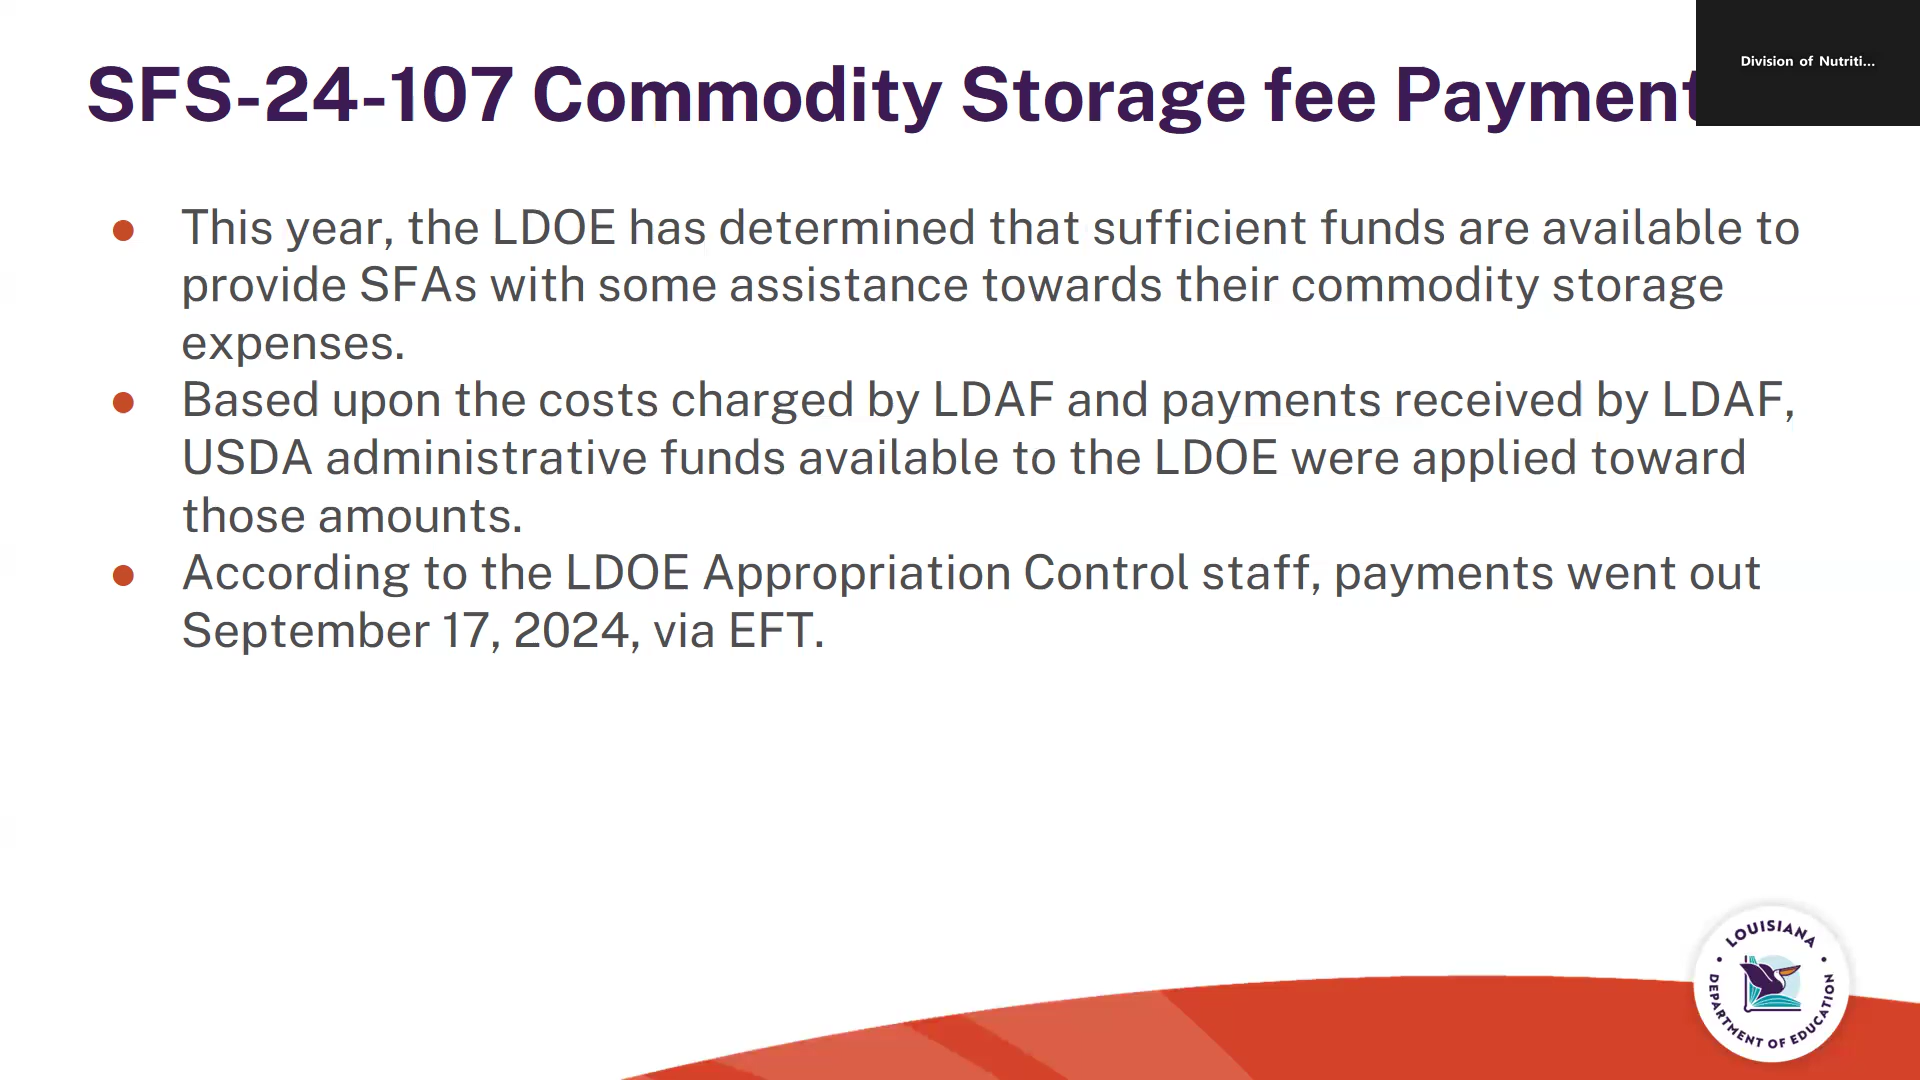 SFS-24-107 Commodity Storage fee Payment
Division of Nutriti...
This year, the LDOE has determined that sufficient funds are available to
provide SFAs with some assistance towards their commodity storage
expenses.
Based upon the costs charged by LDAF and payments received by LDAF,
USDA administrative funds available to the LDOE were applied toward
those amounts.
According to the LDOE Appropriation Control staff, payments went out
September 17, 2024, via EFT.
LOUISIANA
DEPARTMENT OF EDUCATION